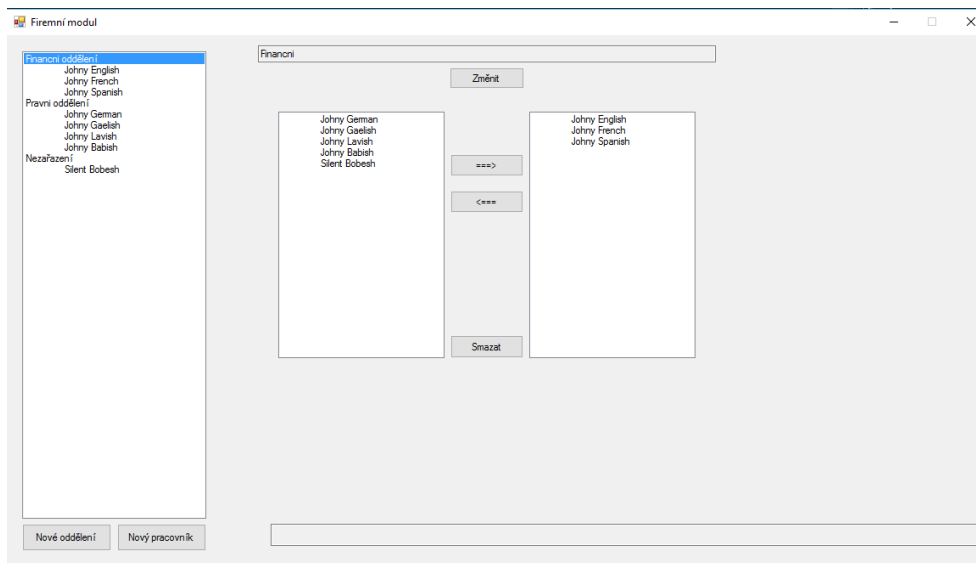 Firemní modul
Financni oddělení
Johny English
Johny French
Johny Spanish
Pravni oddělení
Johny German
Johny Gaelish
Johny Lavish
Johny Babish
Nezařazení
Silent Bobesh
Nové oddělení
Nový pracovník
Financni
Změnit
Johny German
Johny Gaelish
Johny Lavish
Johny Babish
Silent Bobesh
===>
<===
Smazat
Johny English
Johny French
Johny Spanish